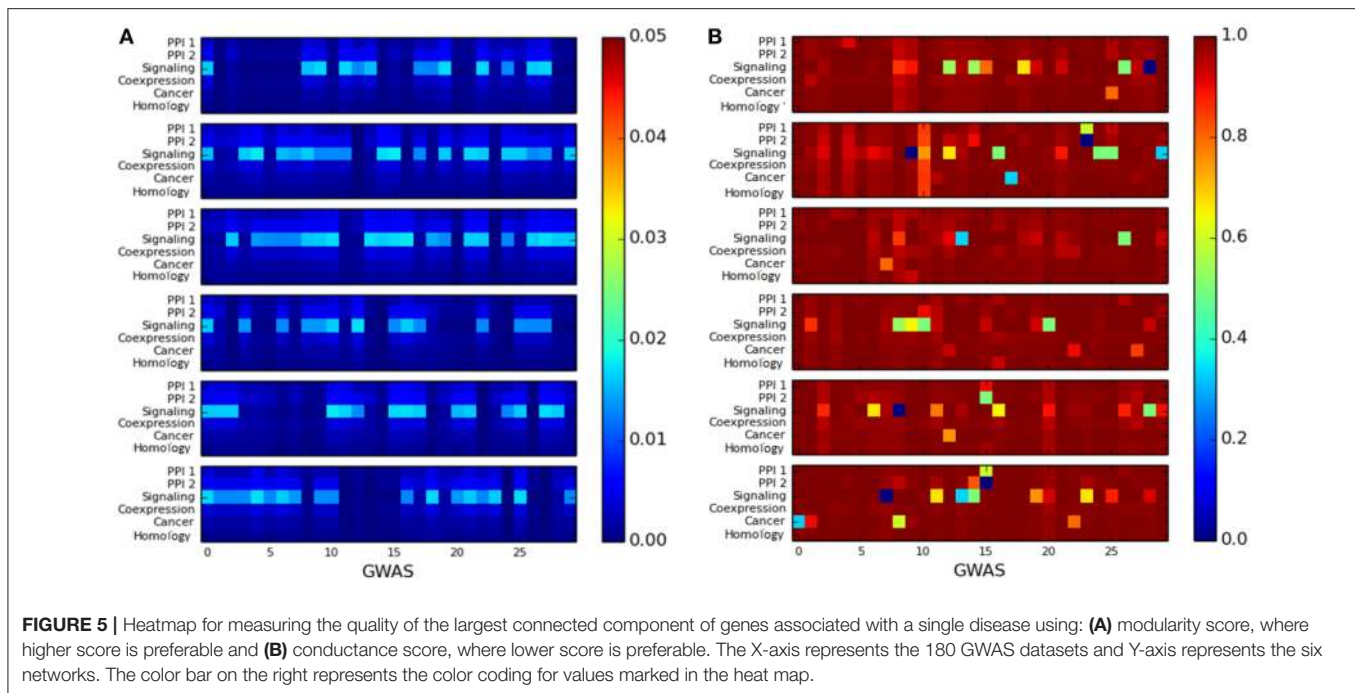 A
PPI 1
PPI 2
Signaling
Coexpression
Cancer
Homology
PPI 1
PPI 2
Signaling
Coexpression
Cancer
Homology
PPI 1
PPI 2
Signaling
Coexpression
Cancer
Homology
PPI 1
PPI 2
Signaling
Coexpression
Cancer
Homology
PPI 1
PPI 2
Signaling
Coexpression
Cancer
Homology
PPI 1
PPI 2
Signaling
Coexpression
Cancer
Homology
0 5 10 15 20 25
GWAS
0.05
0.04
0.03
0.02
0.01
0.00
B
PPI 1
PPI 2
Signaling
Coexpression
Cancer
Homology
PPI 1
PPI 2
Signaling
Coexpression
Cancer
Homology
PPI 1
PPI 2
Signaling
Coexpression
Cancer
Homology
PPI 1
PPI 2
Signaling
Coexpression
Cancer
Homology
PPI 1
PPI 2
Signaling
Coexpression
Cancer
Homology
PPI 1
PPI 2
Signaling
Coexpression
Cancer
Homology
0 5 10 15 20 25
GWAS
1.0
0.8
0.6
0.4
0.2
0.0
FIGURE 5 | Heatmap for measuring the quality of the largest connected component of genes associated with a single disease using: (A) modularity score, where
higher score is preferable and (B) conductance score, where lower score is preferable. The X-axis represents the 180 GWAS datasets and Y-axis represents the six
networks. The color bar on the right represents the color coding for values marked in the heat map.